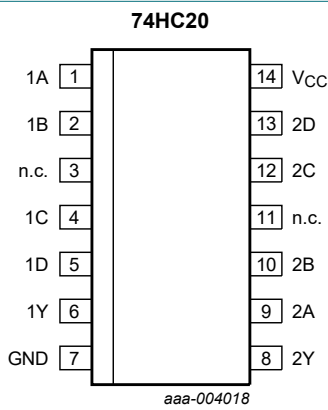 74HC20
1A 1 14 VCC
1B 2 13 2D
n.c. 3 12 2C
1C 4 11 n.c.
1D 5 10 2B
1Y 6 9 2A
GND 7 8 2Y
aaa-004018